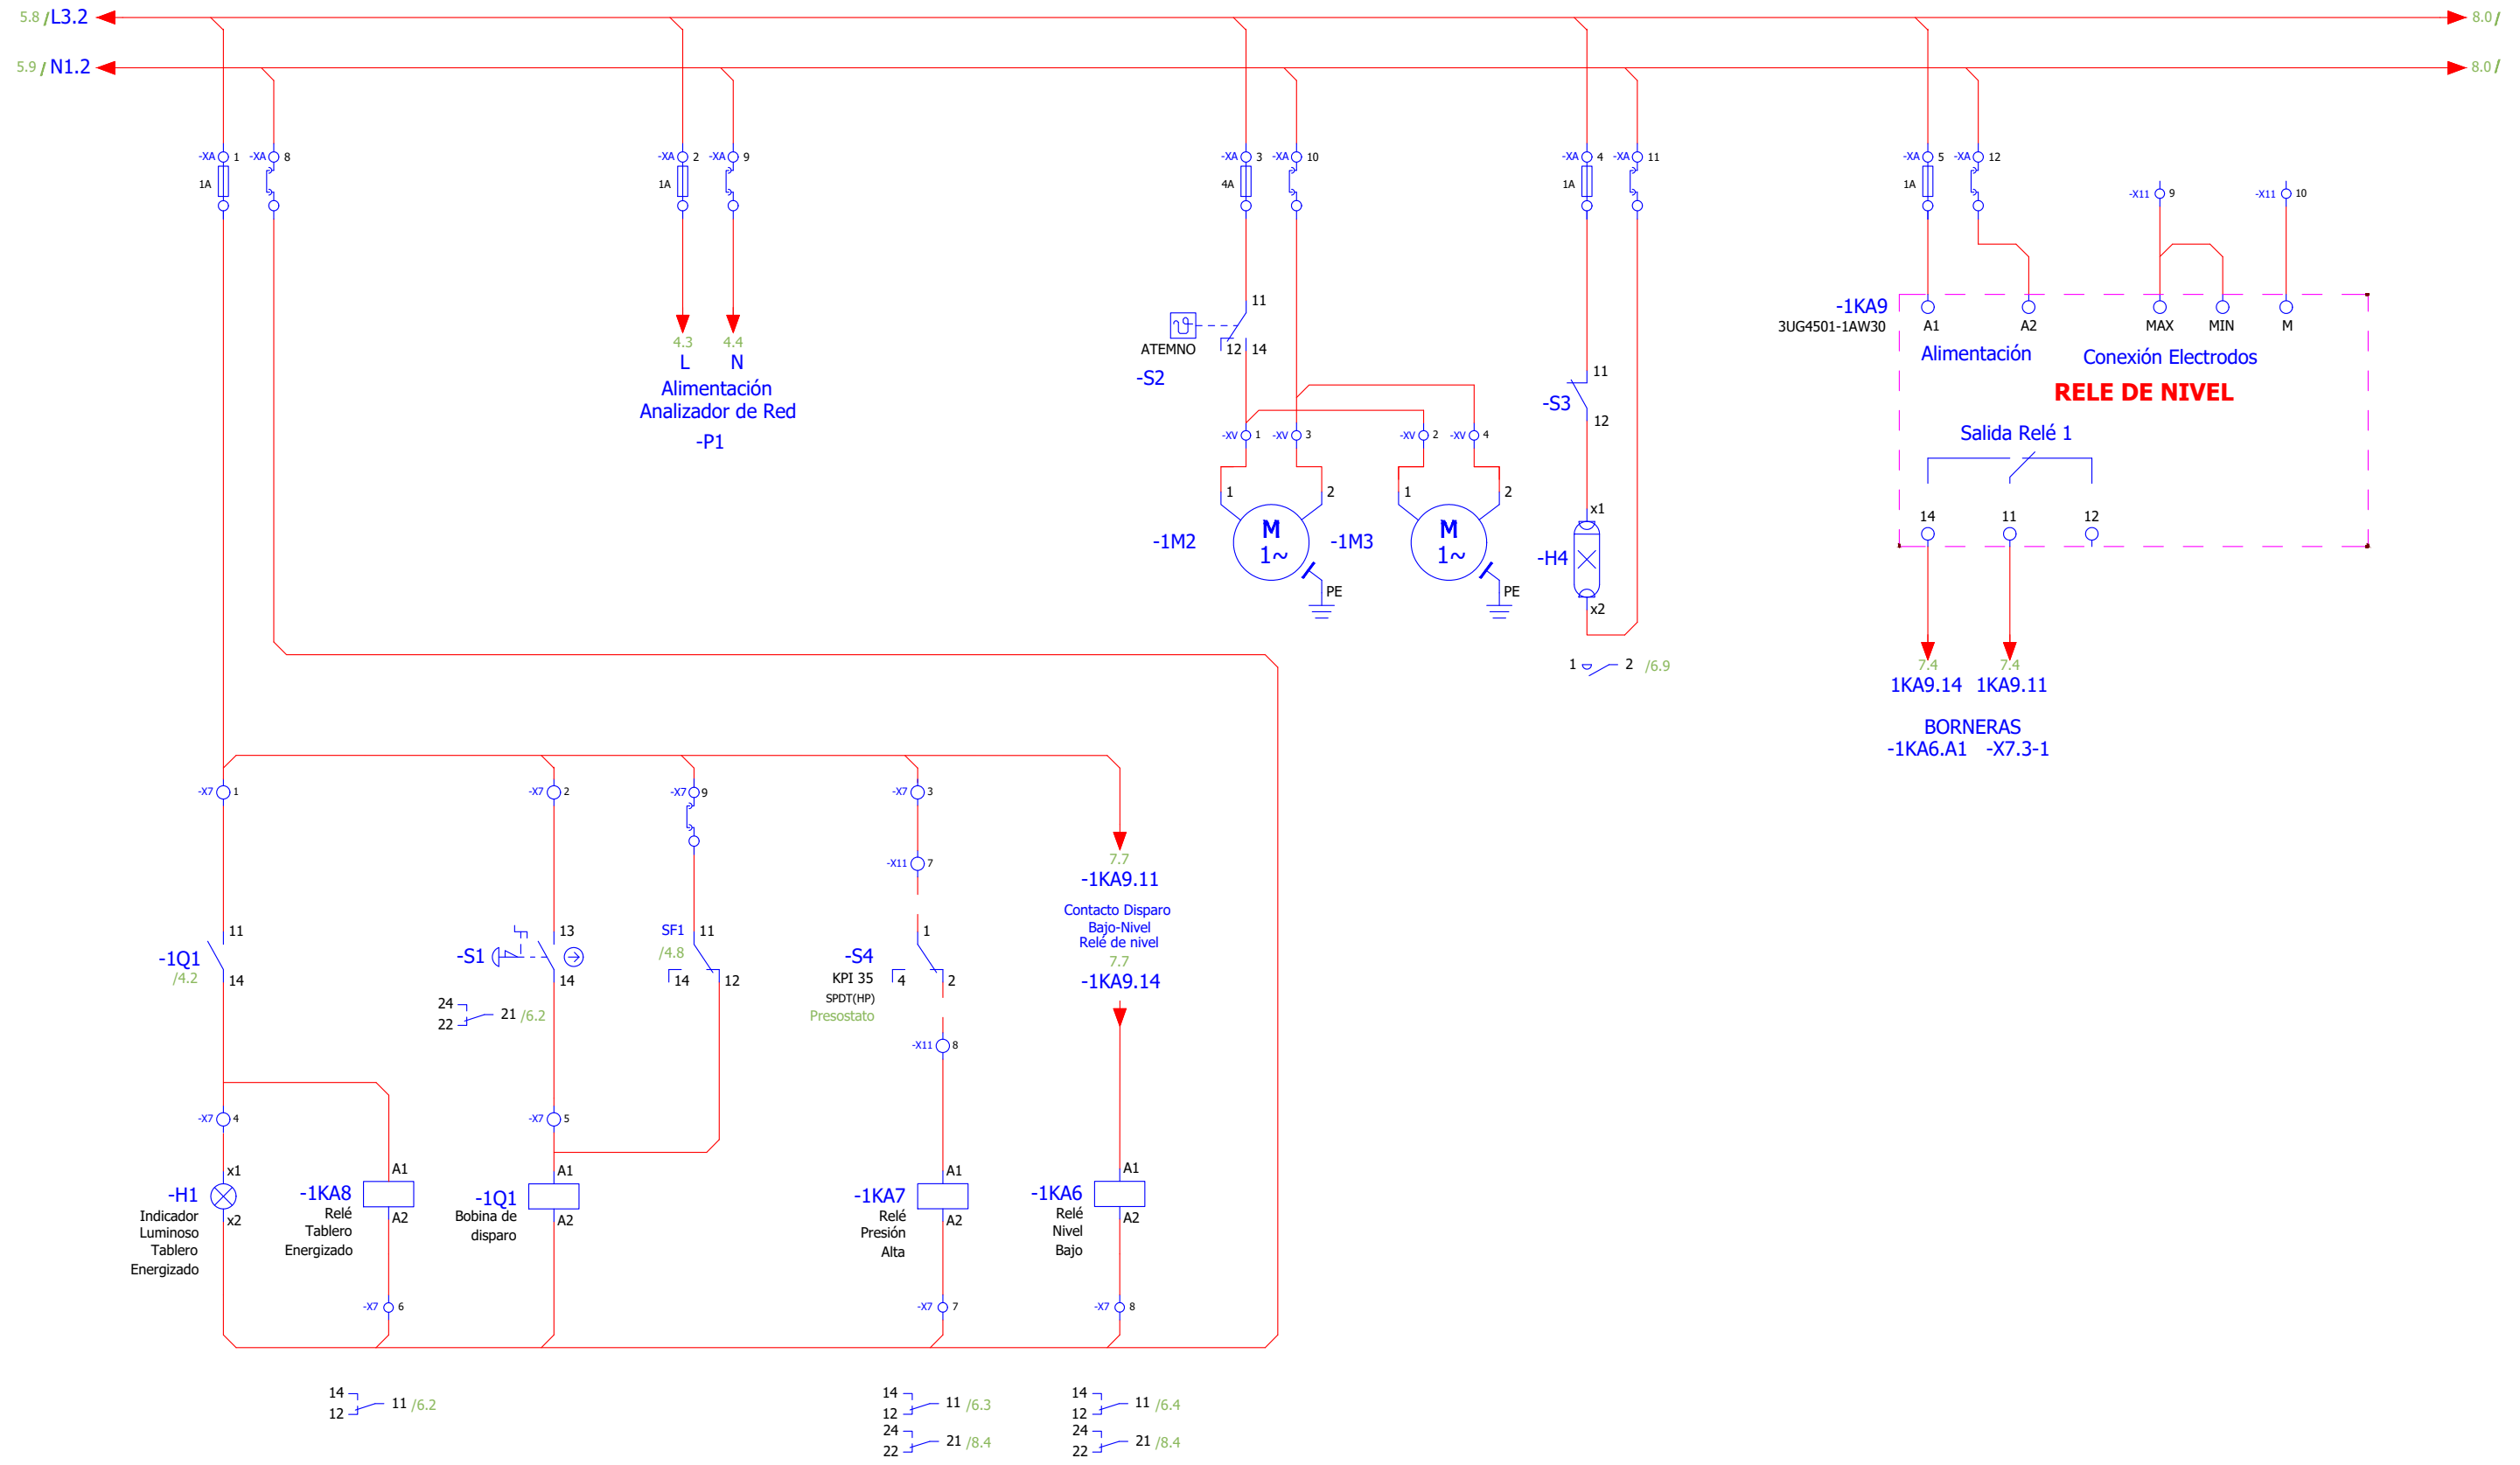 5.8 / L3.2
8.0 /
5.9 / N1.2
8.0 /
-XA 1 -XA 8
1A
-XA 2 -XA 9
1A
-XA 3 -XA 10
4A
-XA 4 -XA 11
1A
-XA 5 -XA 12
1A
-X11 9
-X11 10
4.3 4.4
L N
Alimentación
Analizador de Red
-P1
11
ATEMNO 12 14
-S2
-XV 1 -XV 3 -XV 2 -XV 4
1 2
-1M2 M
1~
PE
1 2
-1M3 M
1~
PE
11
-S3
12
x1
-H4
x2
1 2 /6.9
-1KA9
3UG4501-1AW30
A1 A2 MAX MIN M
Alimentación Conexión Electrodos
RELE DE NIVEL
Salida Relé 1
14 11 12
7.4 7.4
1KA9.14 1KA9.11
BORNERAS
-1KA6.A1 -X7.3-1
-X7 1
-X7 2
-X7 9
-X7 3
-X11 7
7.7
-1KA9.11
Contacto Disparo
Bajo-Nivel
Relé de nivel
7.7
-1KA9.14
11
-1Q1
/4.2
14
13
-S1
14
24
22 21 /6.2
SF1 11
/4.8
14 12
1
-S4
KPI 35 4 2
SPDT(HP)
Presostato
-X11 8
-X7 4
-X7 5
x1
-H1
x2
Indicador
Luminoso
Tablero
Energizado
A1
-1KA8
A2
Relé
Tablero
Energizado
A1
-1Q1
A2
Bobina de
disparo
A1
-1KA7
A2
Relé
Presión
Alta
A1
-1KA6
A2
Relé
Nivel
Bajo
-X7 6
-X7 7
-X7 8
14
12 11 /6.2
14
12 11 /6.3
24
22 21 /8.4
14
12 11 /6.4
24
22 21 /8.4